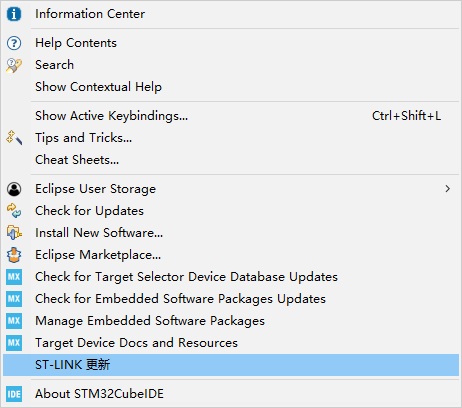 Information Center
Help Contents
Search
Show Contextual Help
Show Active Keybindings... Ctrl+Shift+L
Tips and Tricks...
Cheat Sheets...
Eclipse User Storage
Check for Updates
Install New Software...
Eclipse Marketplace...
MX Check for Target Selector Device Database Updates
MX Check for Embedded Software Packages Updates
MX Manage Embedded Software Packages
MX Target Device Docs and Resources
ST-LINK 更新
IDE About STM32CubeIDE